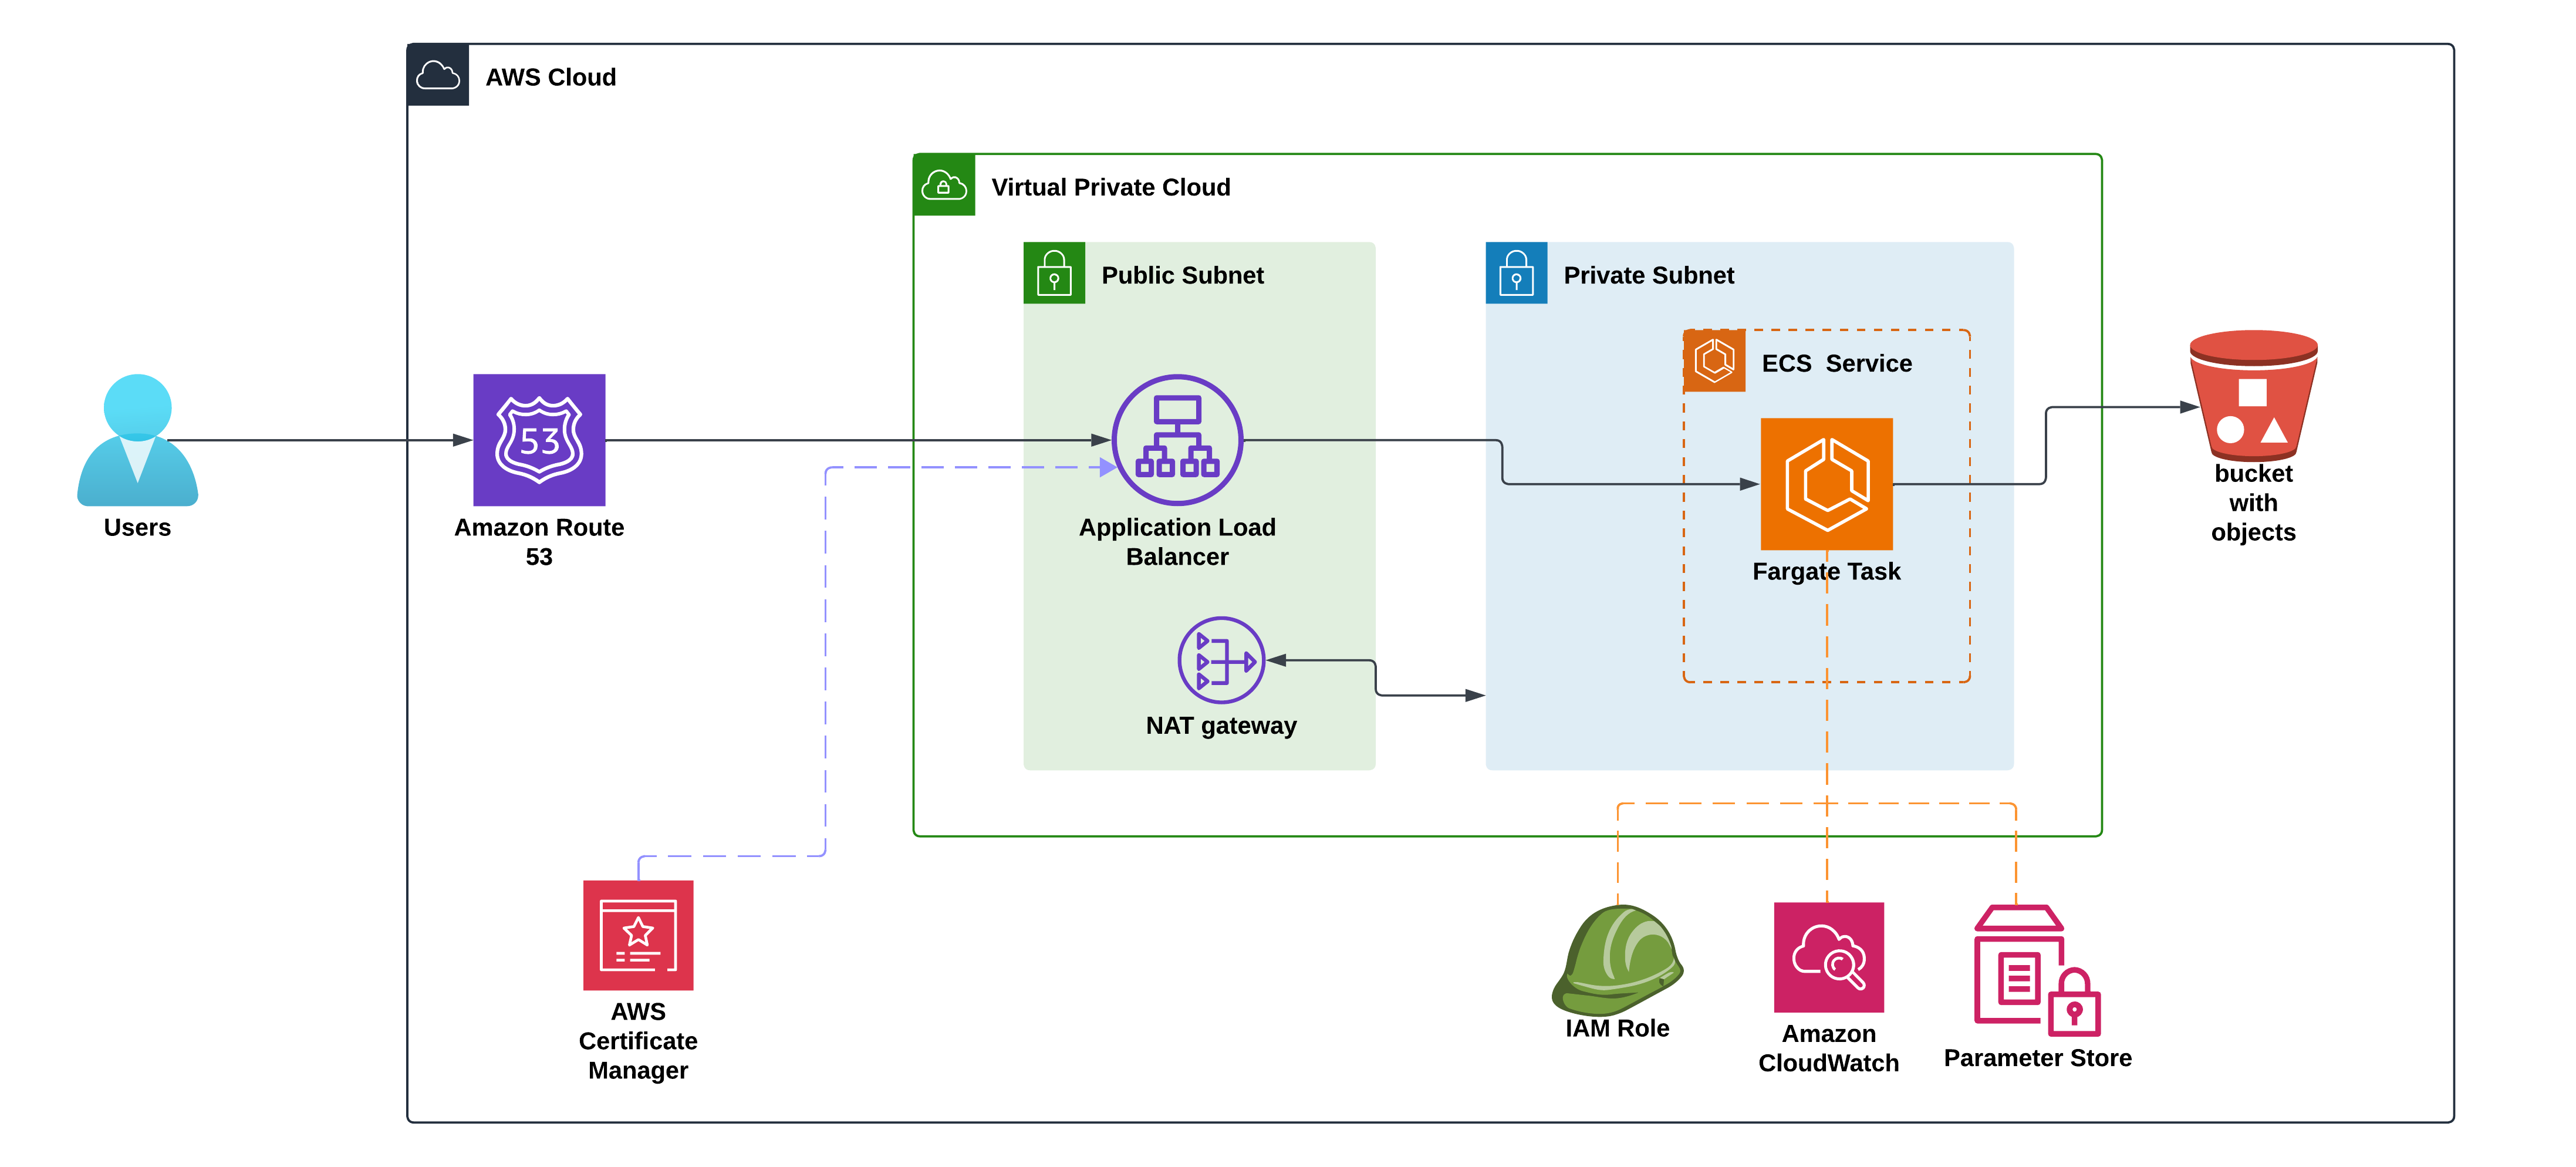 AWS Cloud
Virtual Private Cloud
Public Subnet
Private Subnet
ECS  Service
53
Users
Amazon Route
53
Application Load
Balancer
Fargate Task
bucket
with
objects
NAT gateway
AWS
Certificate
Manager
IAM Role
Amazon
CloudWatch
Parameter Store